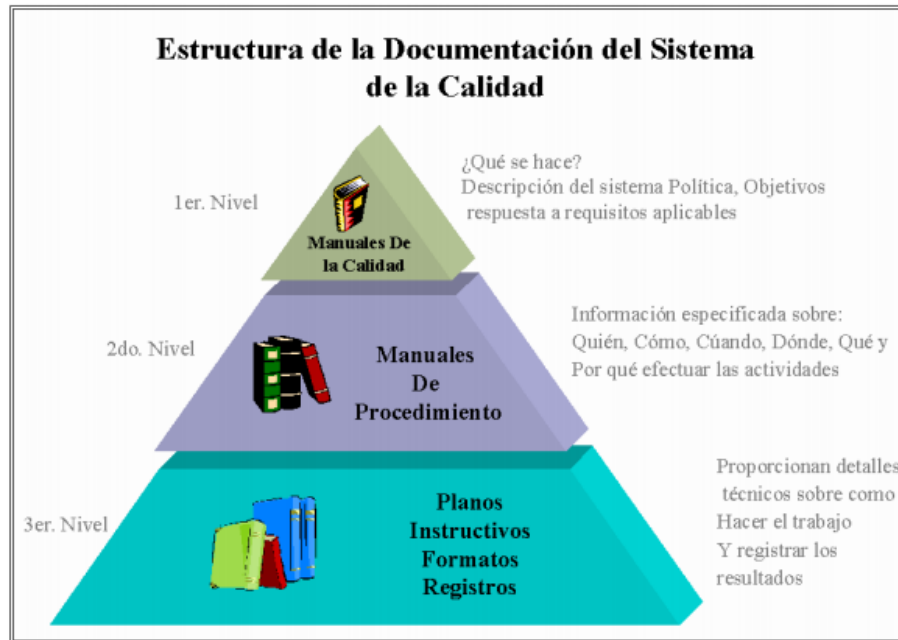 Estructura de la Documentación del Sistema
de la Calidad
¿Qué se hace?
Descripción del sistema Política, Objetivos
respuesta a requisitos aplicables
1er. Nivel
Manuales De
la Calidad
Información especificada sobre:
Quién, Cómo, Cúando, Dónde, Qué y
Por qué efectuar las actividades
2do. Nivel
Manuales
De
Procedimiento
Proporcionan detalles
técnicos sobre como
Hacer el trabajo
Y registrar los
resultados
3er. Nivel
Planos
Instructivos
Formatos
Registros